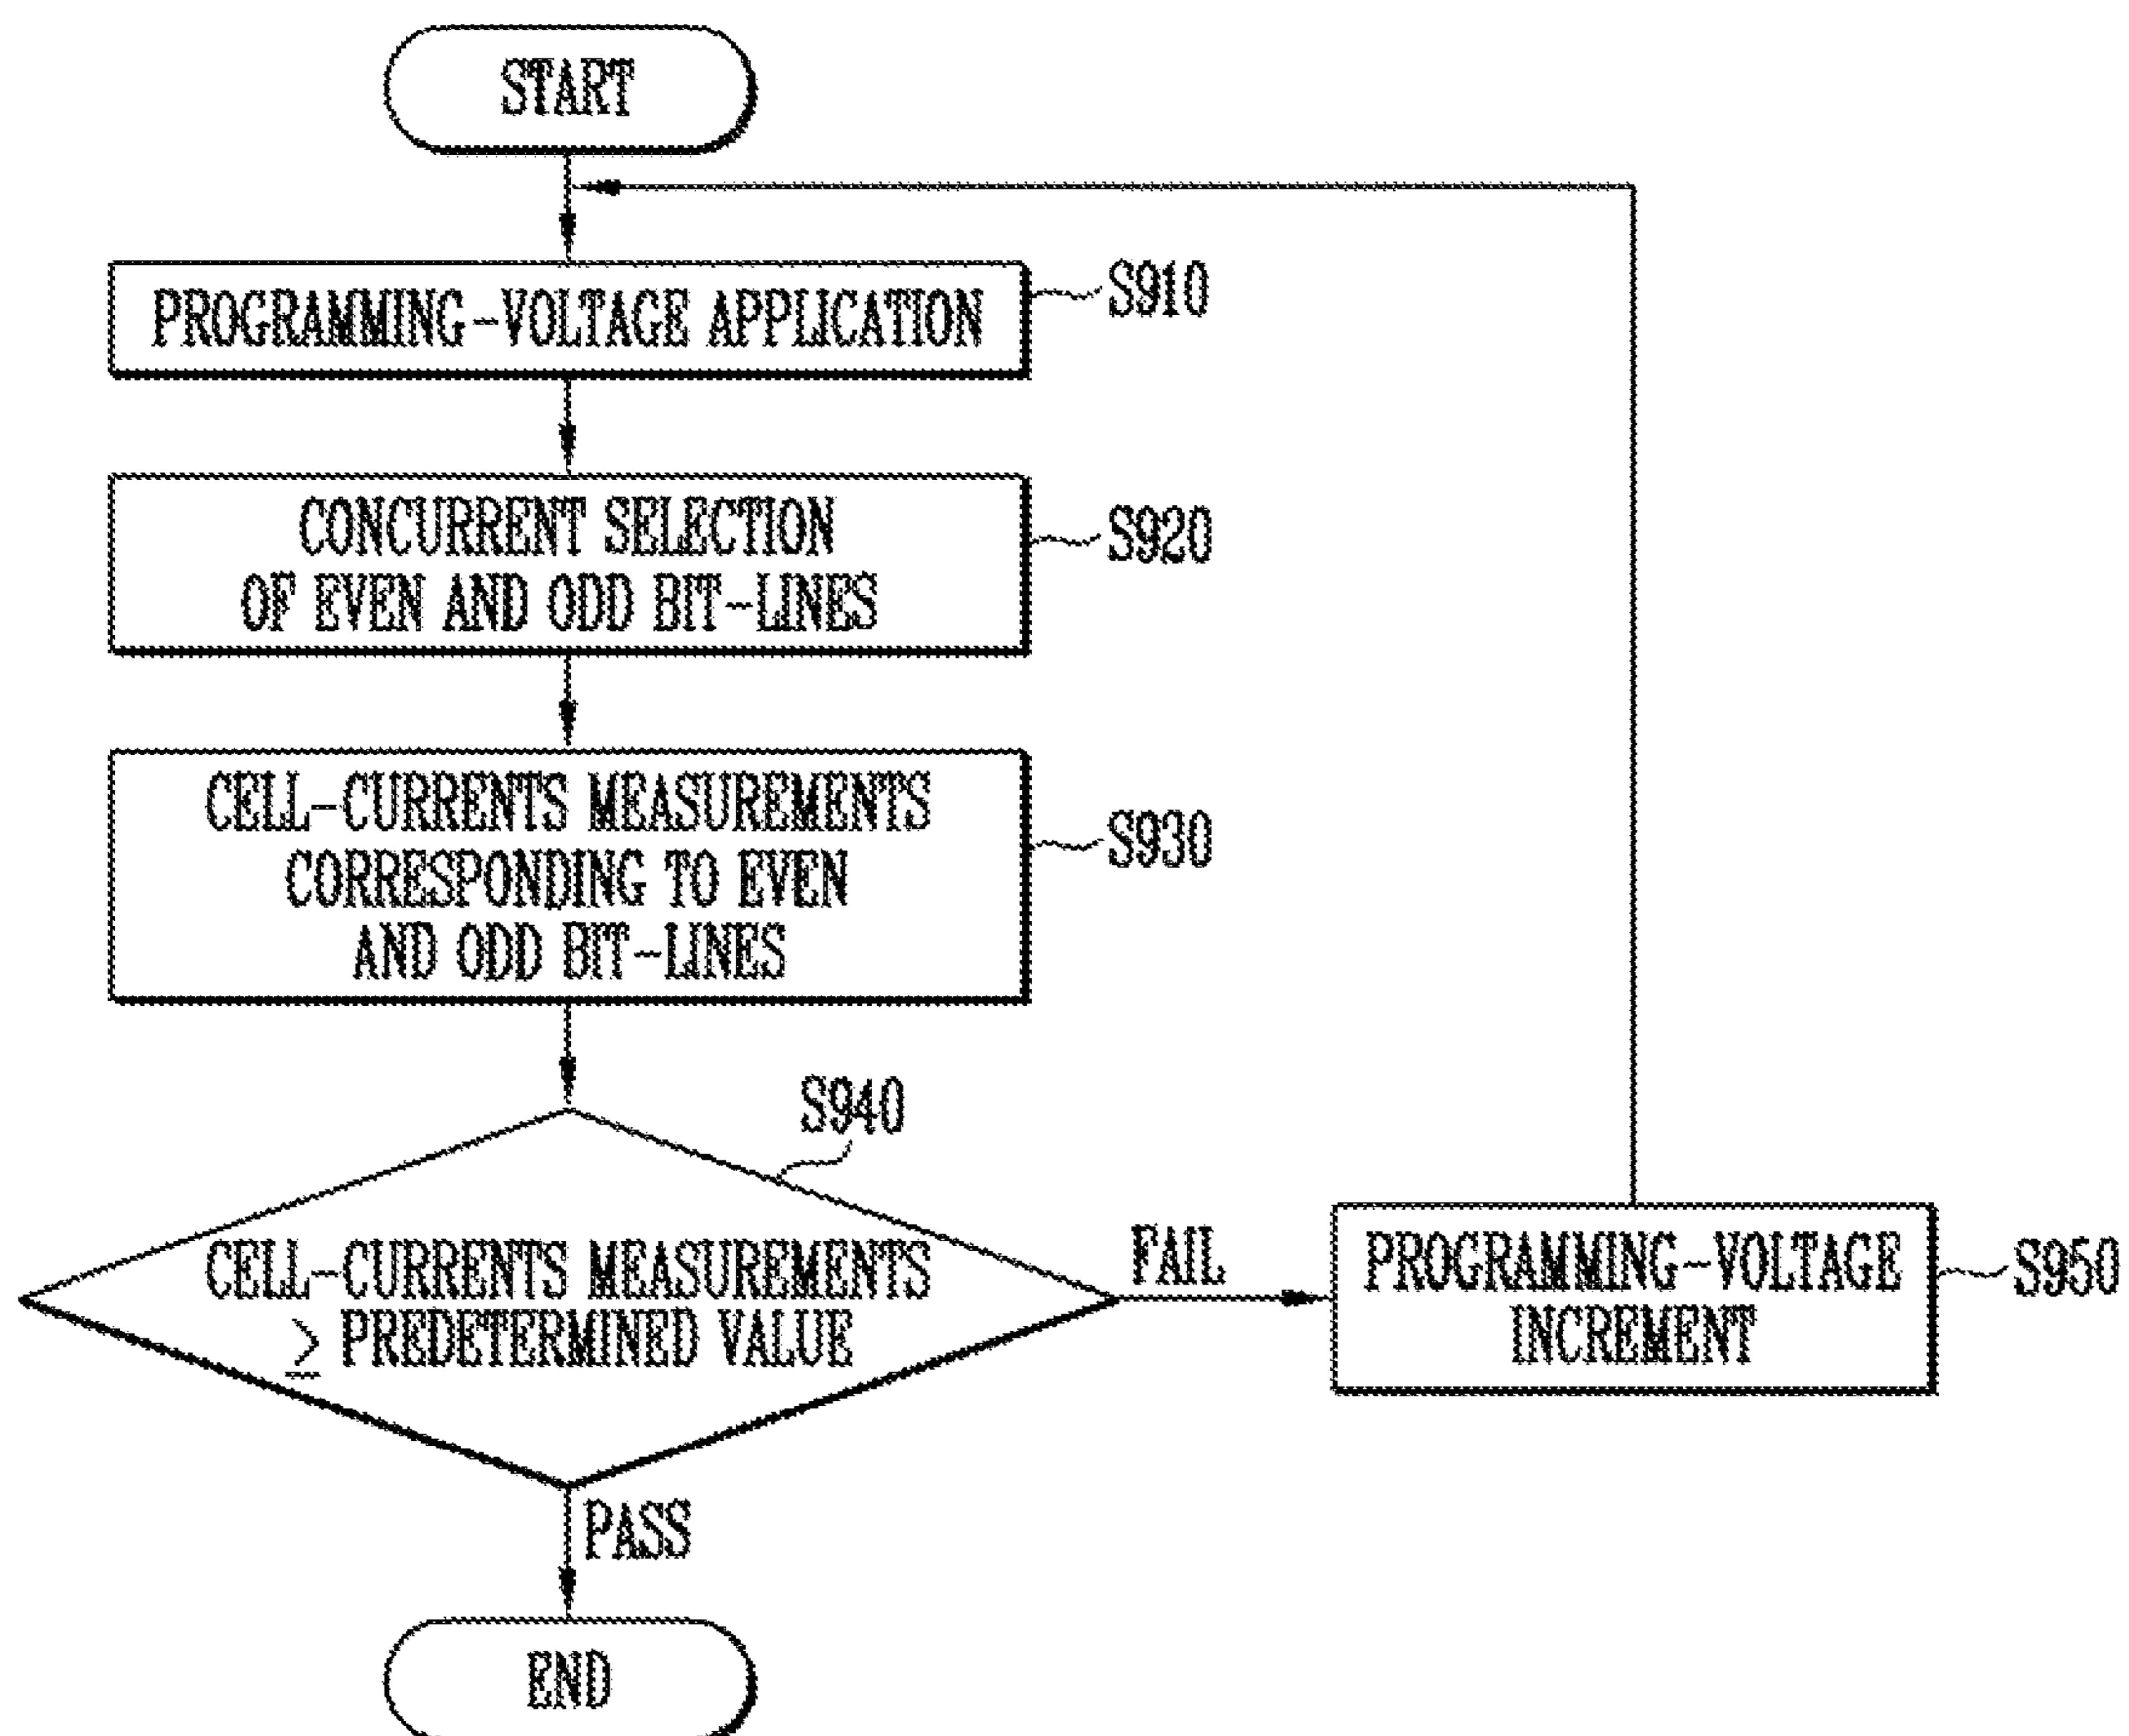 START
PROGRAMMING-VOLTAGE APPLICATION
S910
CONCURRENT SELECTION
OF EVEN AND ODD BIT-LINES
S920
CELL-CURRENTS MEASUREMENTS
CORRESPONDING TO EVEN
AND ODD BIT-LINES
S930
S940
CELL-CURRENTS MEASUREMENTS
≥ PREDETERMINED VALUE
FAIL
PROGRAMMING-VOLTAGE
INCREMENT
S950
PASS
END